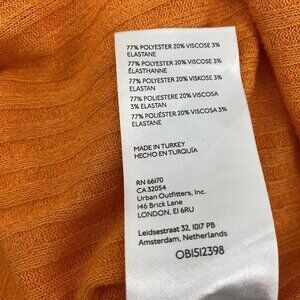 77% POLYESTER 20% VISCOSE 3%
ELASTANE
77% POLYESTER 20% VISCOSE 3%
ÉLASTHANNE
77% POLYESTER 20% VISKOSE 3%
ELASTAN
77% POLIESTERE 20% VISCOSA
3% ELASTAN
77% POLIÉSTER 20% VISCOSA 3%
ELASTANE
MADE IN TURKEY
HECHO EN TURQUÍA
RN 66170
CA 32054
Urban Outfitters, Inc.
146 Brick Lane
LONDON, E1 6RU
Leidsestraat 32, 1017 PB
Amsterdam, Netherlands
OB1512398